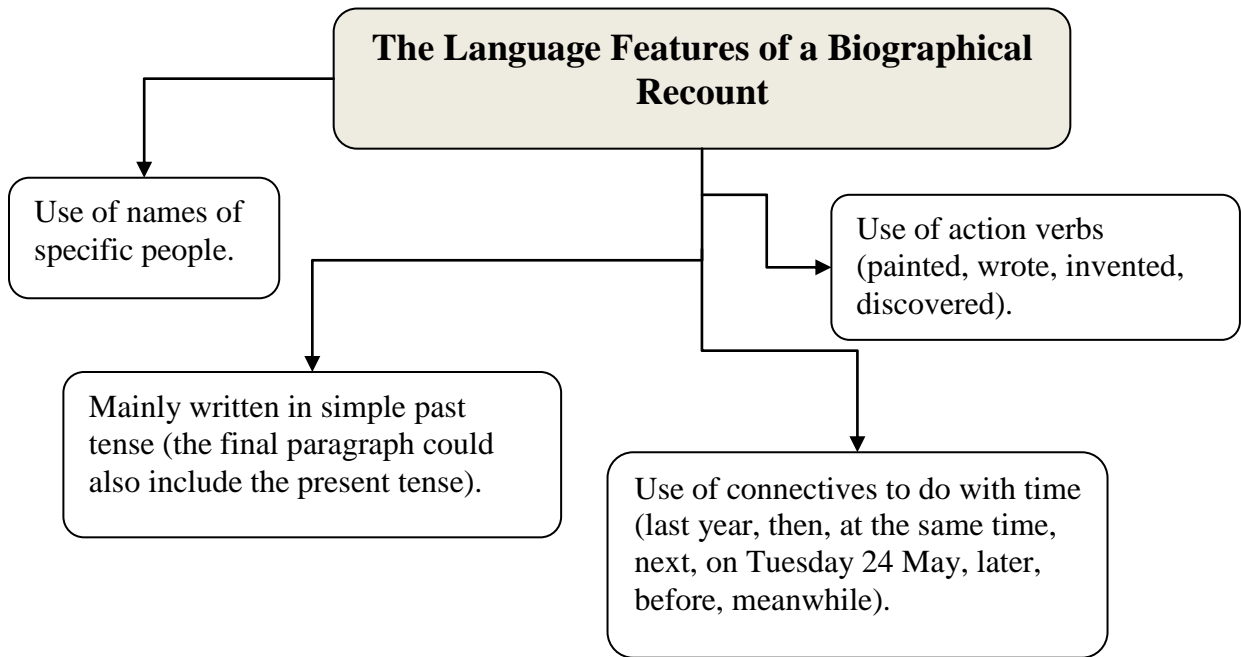 The Language Features of a Biographical
Recount
Use of names of
specific people.
Use of action verbs
(painted, wrote, invented,
discovered).
Mainly written in simple past
tense (the final paragraph could
also include the present tense).
Use of connectives to do with time
(last year, then, at the same time,
next, on Tuesday 24 May, later,
before, meanwhile).